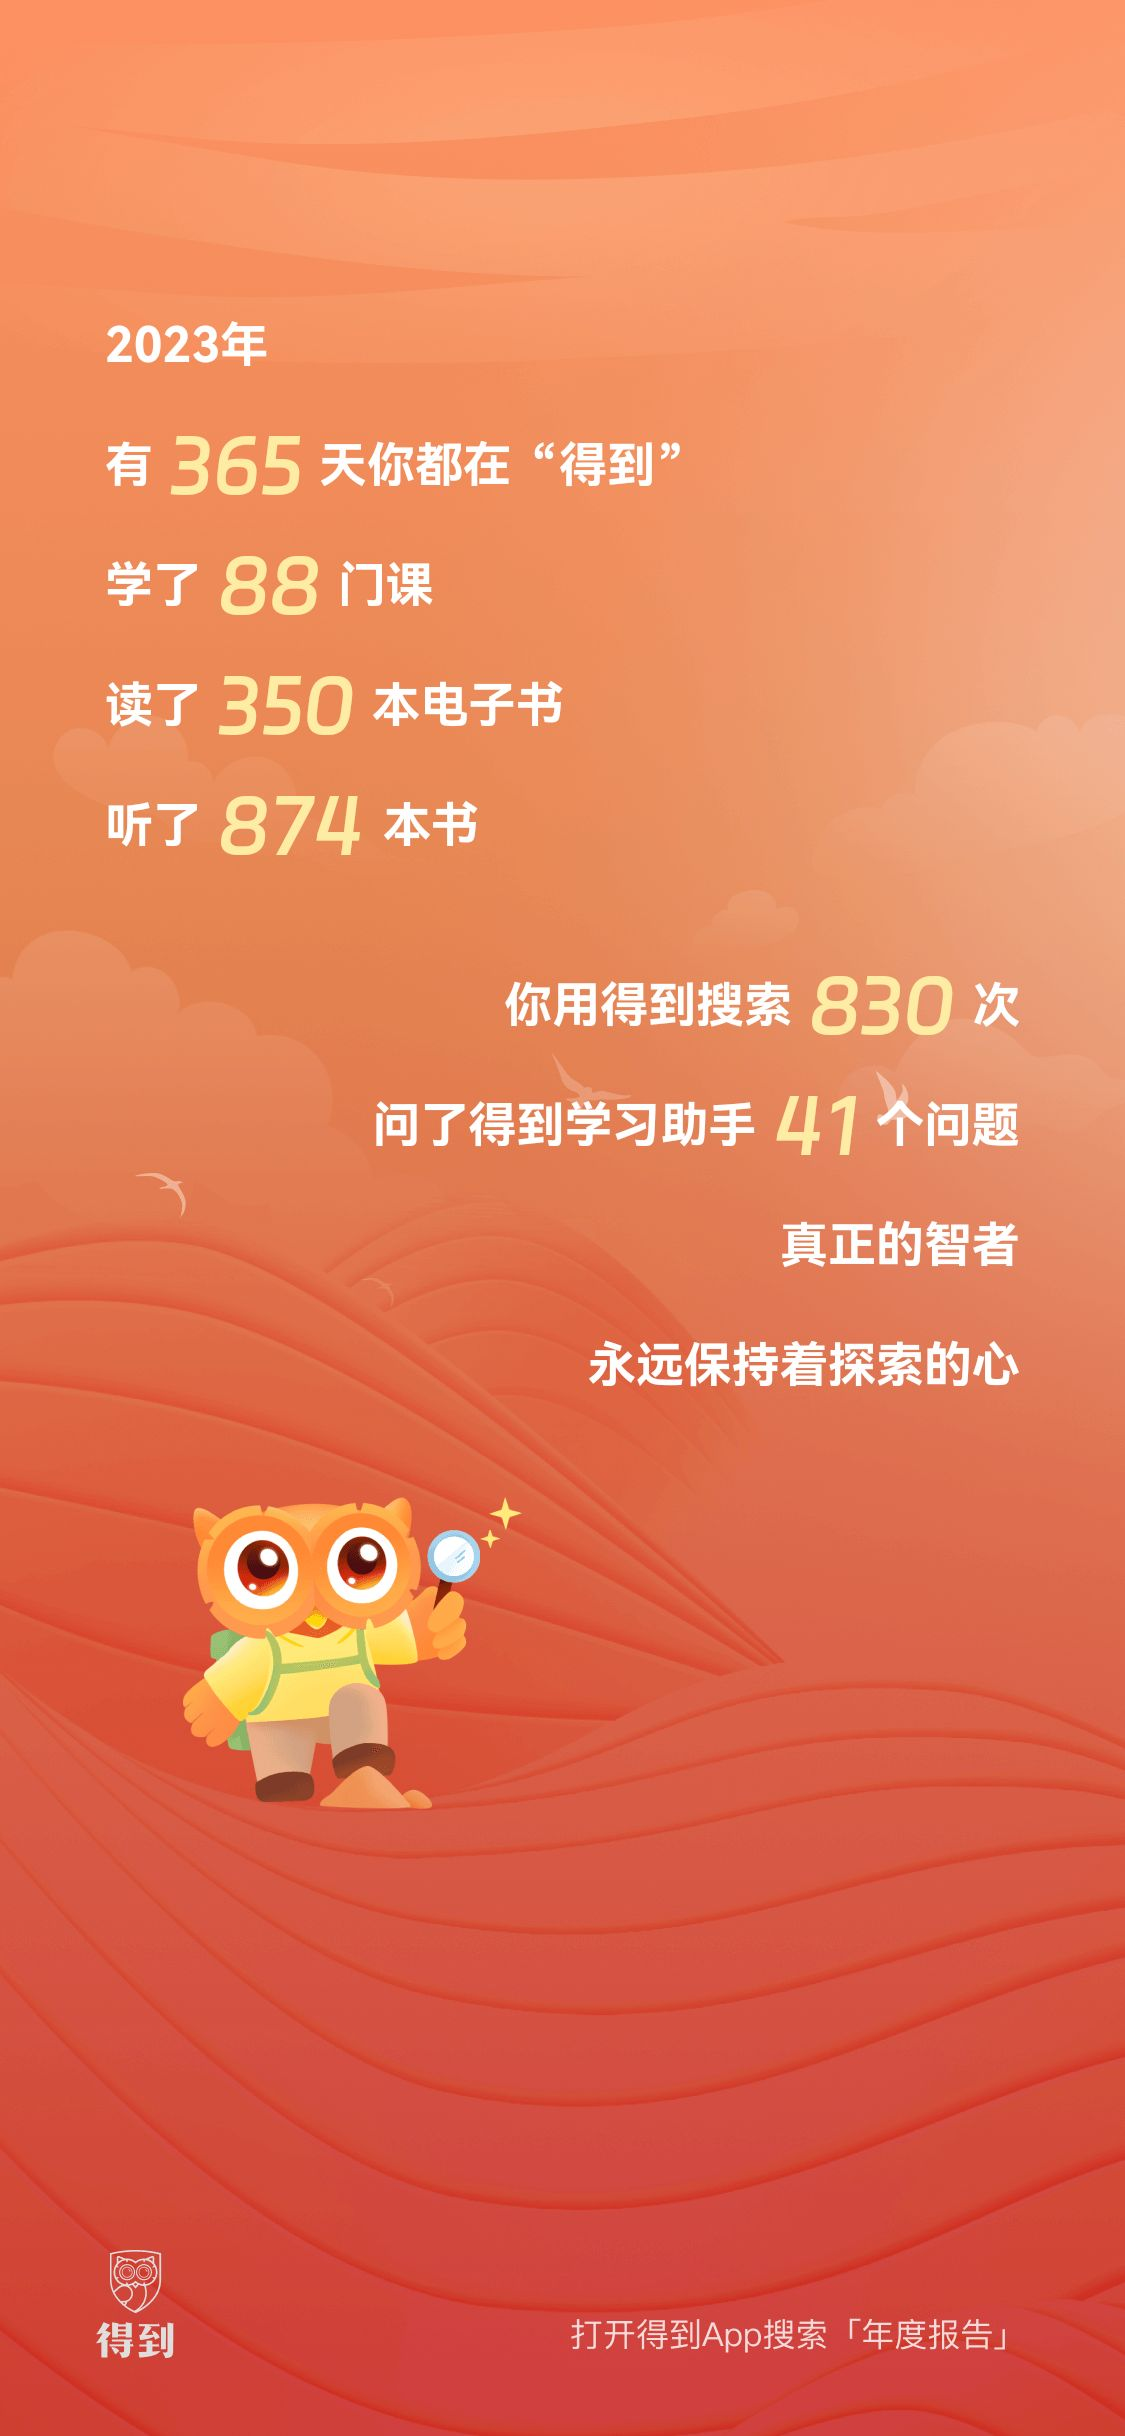 2023年
有 365 天你都在“得到”
学了 88 门课
读了 350 本电子书
听了 874 本书
你用得到搜索 830 次
问了得到学习助手 41 个问题
真正的智者
永远保持着探索的心
得到
打开得到App搜索「年度报告」